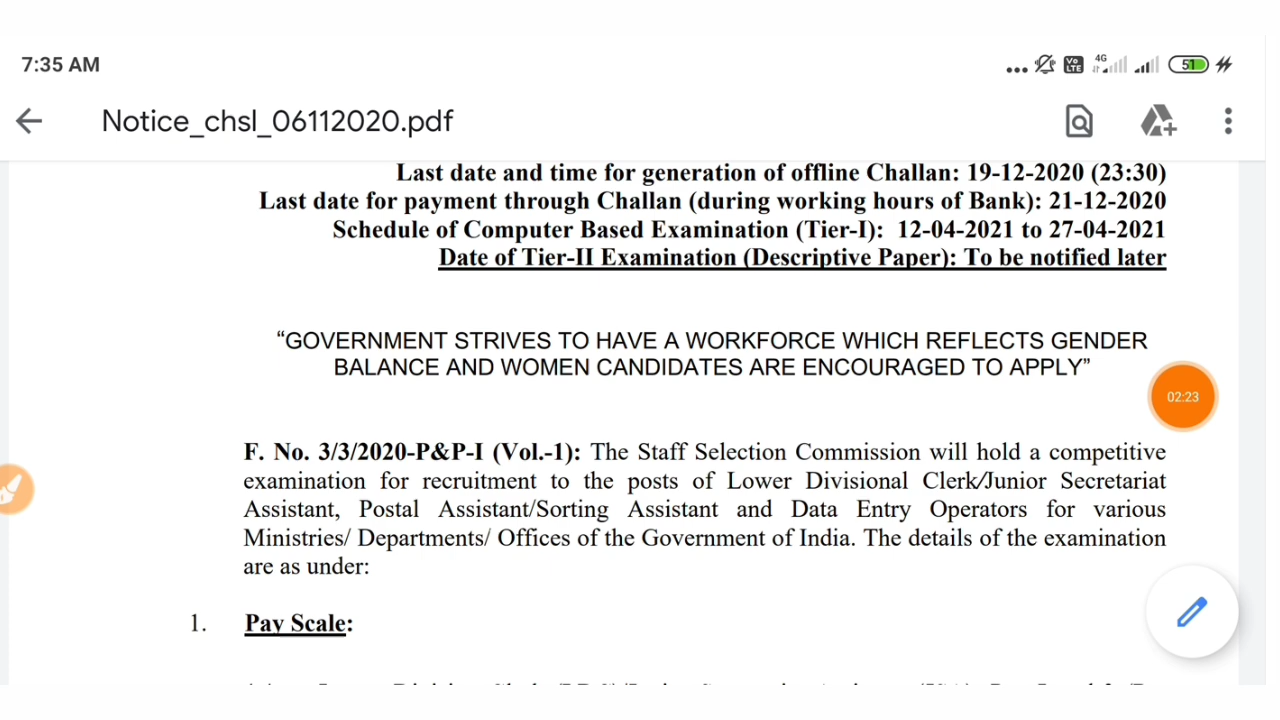 7:35 AM
4G
Vo LTE
51
Notice_chsl_06112020.pdf
Last date and time for generation of offline Challan: 19-12-2020 (23:30)
Last date for payment through Challan (during working hours of Bank): 21-12-2020
Schedule of Computer Based Examination (Tier-I): 12-04-2021 to 27-04-2021
Date of Tier-II Examination (Descriptive Paper): To be notified later
“GOVERNMENT STRIVES TO HAVE A WORKFORCE WHICH REFLECTS GENDER
BALANCE AND WOMEN CANDIDATES ARE ENCOURAGED TO APPLY”
02:23
F. No. 3/3/2020-P&P-I (Vol.-1): The Staff Selection Commission will hold a competitive
examination for recruitment to the posts of Lower Divisional Clerk/Junior Secretariat
Assistant, Postal Assistant/Sorting Assistant and Data Entry Operators for various
Ministries/ Departments/ Offices of the Government of India. The details of the examination
are as under:
1. Pay Scale: